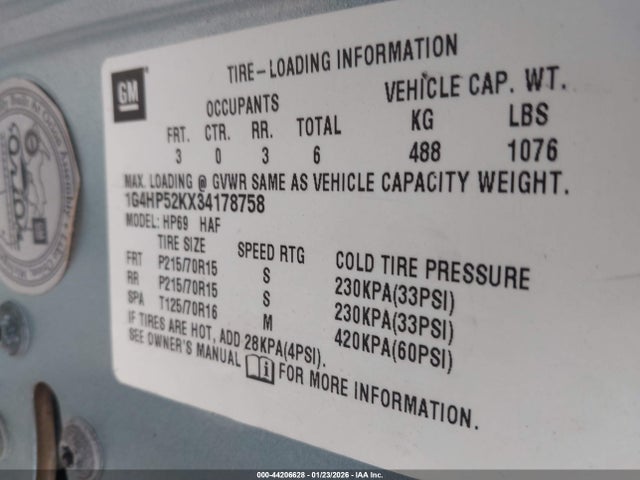 GM
TIRE-LOADING INFORMATION
OCCUPANTS
VEHICLE CAP. WT.
FRT. CTR. RR. TOTAL KG LBS
3 0 3 6 488 1076
MAX. LOADING @ GVWR SAME AS VEHICLE CAPACITY WEIGHT.
1G4HP52KX34178758
MODEL: HP69 HAF
TIRE SIZE SPEED RTG COLD TIRE PRESSURE
FRT P215/70R15 S 230KPA(33PSI)
RR P215/70R15 S 230KPA(33PSI)
SPA T125/70R16 M 420KPA(60PSI)
IF TIRES ARE HOT, ADD 28KPA(4PSI).
SEE OWNER'S MANUAL FOR MORE INFORMATION.
GM
000-44206628 - 01/23/2026 - IAA Inc.